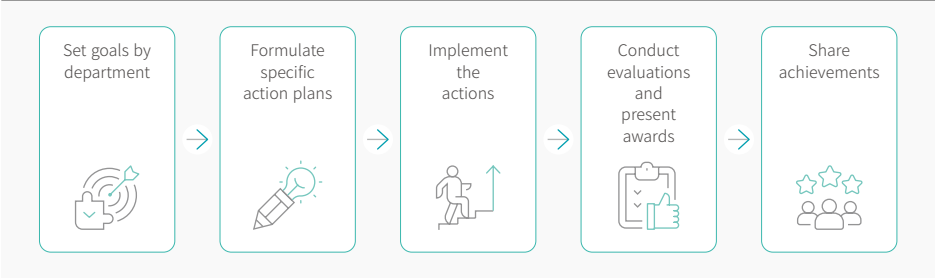 Set goals by
department
Formulate
specific
action plans
Implement
the
actions
Conduct
evaluations
and
present
awards
Share
achievements